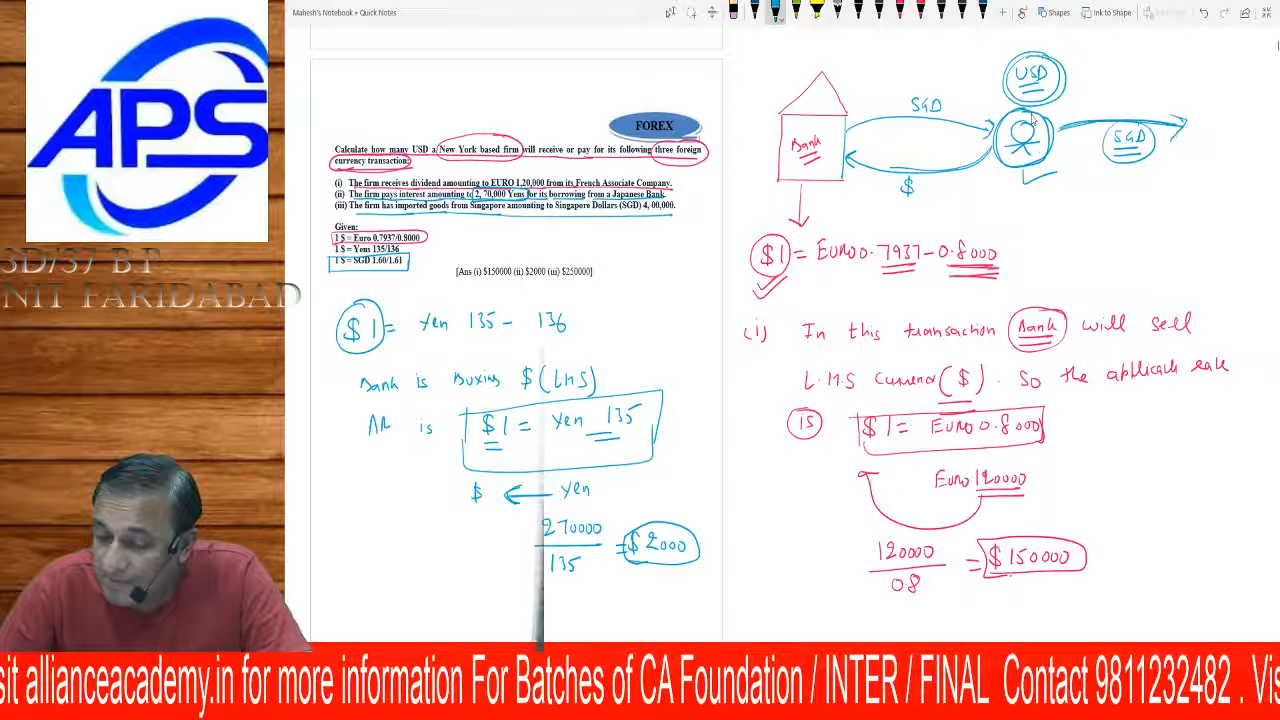 Mahesh's Notebook » Quick Notes
Shapes
Ink to Shape
APS
3D/37 B.P.
NIT FARIDABAD
FOREX
Calculate how many USD a New York based firm will receive or pay for its following three foreign
currency transaction:
(i) The firm receives dividend amounting to EURO 1,20,000 from its French Associate Company.
(ii) The firm pays interest amounting to 2, 70,000 Yens for its borrowing from a Japanese Bank.
(iii) The firm has imported goods from Singapore amounting to Singapore Dollars (SGD) 4, 00,000.
Given:
1 $ = Euro 0.7937/0.8000
1 $ = Yens 135/136
1 $ = SGD 1.60/1.61
[Ans (i) $150000 (ii) $2000 (iii) $250000]
$1 = Yen 135 - 136
Bank is Buying $ (LHS)
AR is $1 = Yen 135
$ ← Yen
270000
135
= $2000
USD
SGD
Bank
SGD
$
$1 = EURO 0.7937 - 0.8000
(i) In this transaction Bank will sell
L.H.S currency ($). So the applicable rate
is $1 = EURO 0.8000
EURO 120000
120000
0.8
= $150000
sit allianceacademy.in for more information For Batches of CA Foundation / INTER / FINAL Contact 9811232482 . Vis